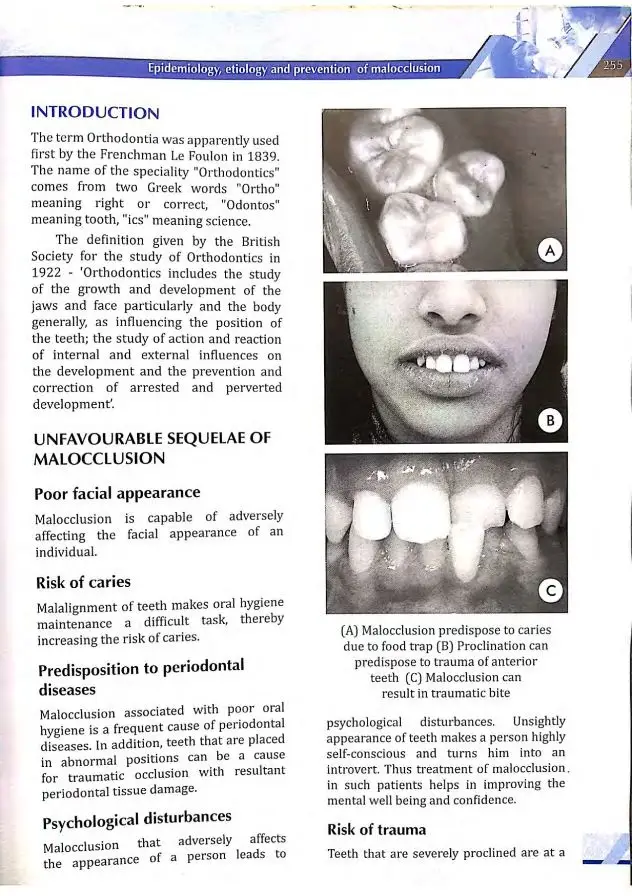 Epidemiology, etiology and prevention of malocclusion
255
INTRODUCTION
The term Orthodontia was apparently used
first by the Frenchman Le Foulon in 1839.
The name of the speciality "Orthodontics"
comes from two Greek words "Ortho"
meaning right or correct, "Odontos"
meaning tooth, "ics" meaning science.
The definition given by the British
Society for the study of Orthodontics in
1922 - 'Orthodontics includes the study
of the growth and development of the
jaws and face particularly and the body
generally, as influencing the position of
the teeth; the study of action and reaction
of internal and external influences on
the development and the prevention and
correction of arrested and perverted
development'.
UNFAVOURABLE SEQUELAE OF
MALOCCLUSION
Poor facial appearance
Malocclusion is capable of adversely
affecting the facial appearance of an
individual.
Risk of caries
Malalignment of teeth makes oral hygiene
maintenance a difficult task, thereby
increasing the risk of caries.
Predisposition to periodontal
diseases
Malocclusion associated with poor oral
hygiene is a frequent cause of periodontal
diseases. In addition, teeth that are placed
in abnormal positions can be a cause
for traumatic occlusion with resultant
periodontal tissue damage.
Psychological disturbances
Malocclusion that adversely affects
the appearance of a person leads to
A
B
C
(A) Malocclusion predispose to caries
due to food trap (B) Proclination can
predispose to trauma of anterior
teeth (C) Malocclusion can
result in traumatic bite
psychological disturbances. Unsightly
appearance of teeth makes a person highly
self-conscious and turns him into an
introvert. Thus treatment of malocclusion
in such patients helps in improving the
mental well being and confidence.
Risk of trauma
Teeth that are severely proclined are at a